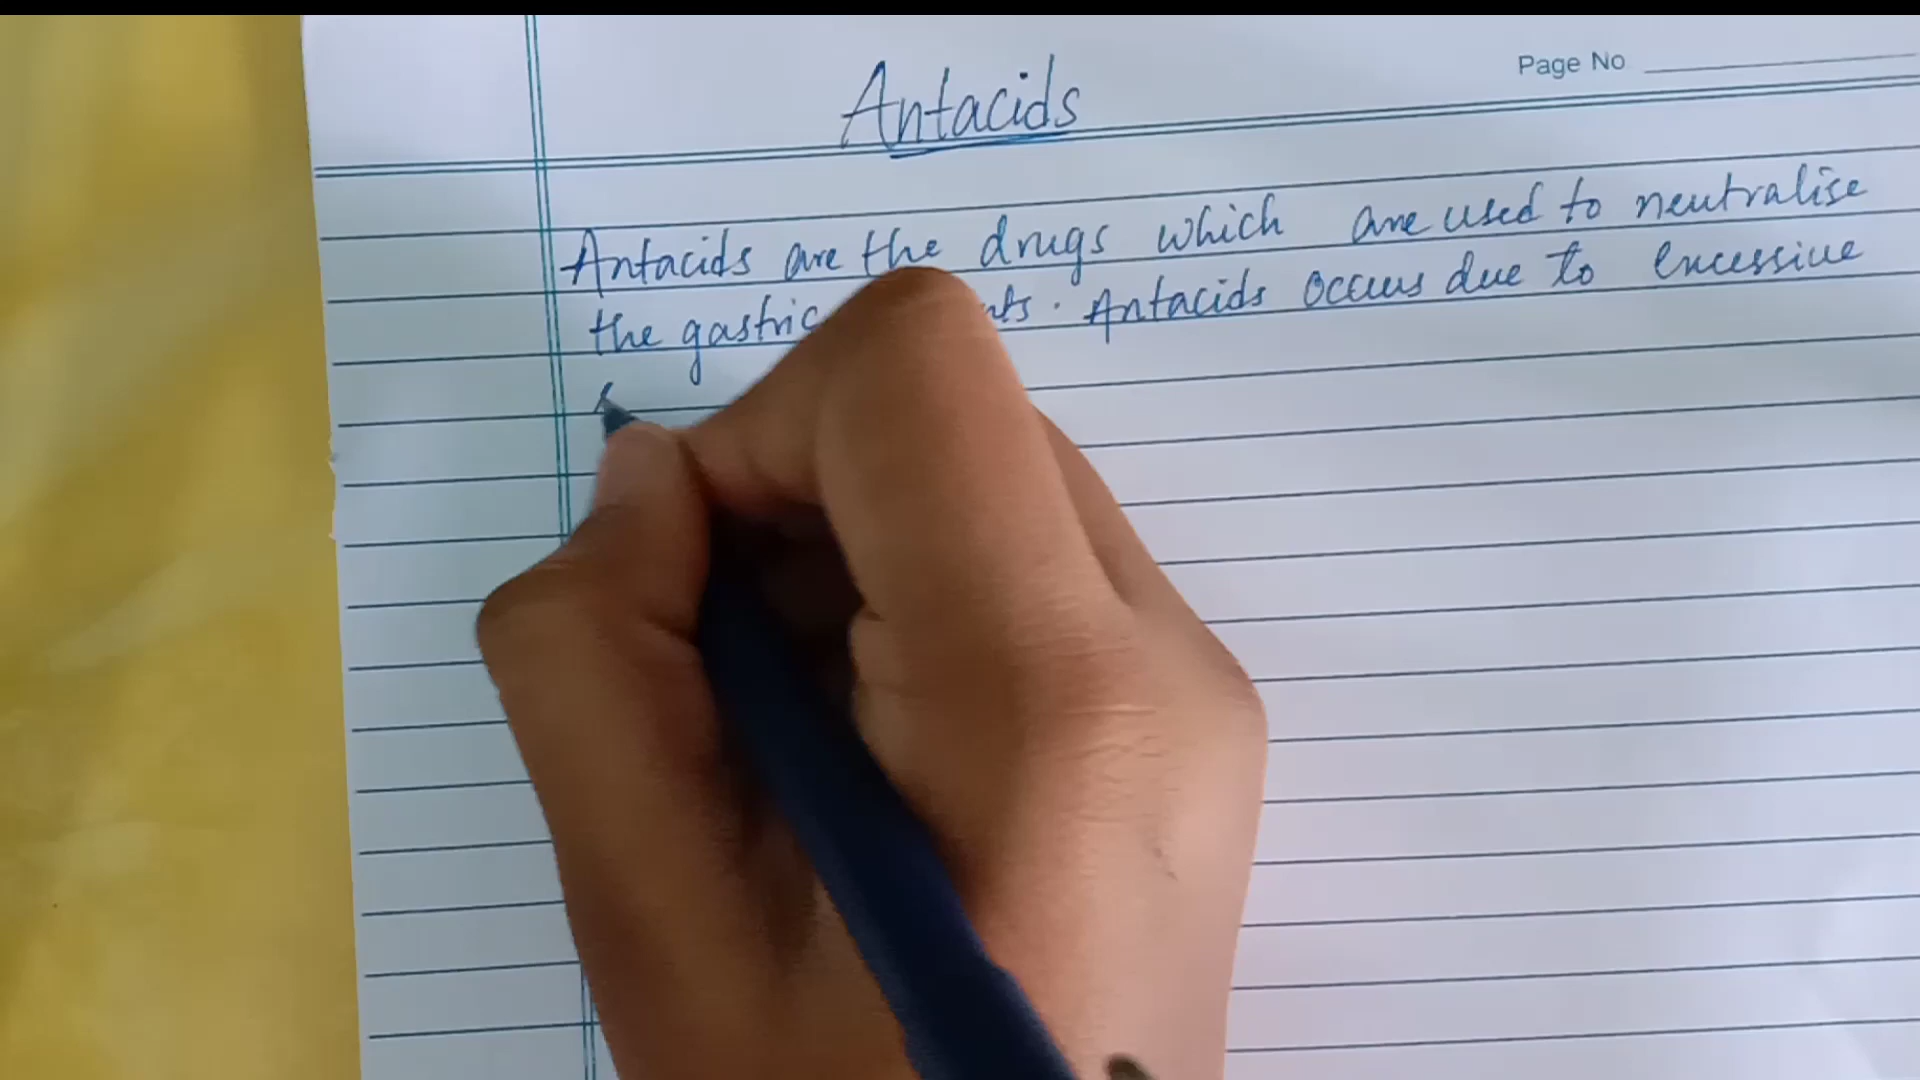 Page No
Antacids
Antacids are the drugs which are used to neutralise
the gastric nts. Antacids occurs due to excessive